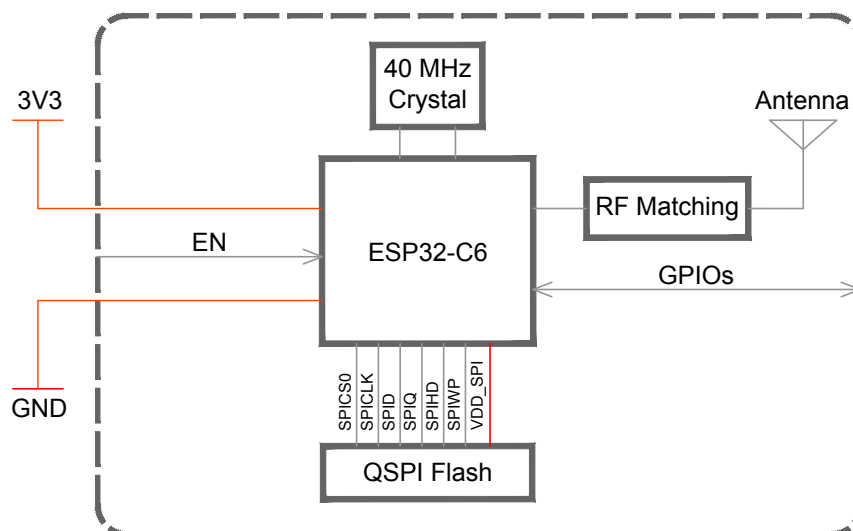 40 MHz
Crystal
3V3
Antenna
RF Matching
EN
ESP32-C6
GPIOs
SPICS0
SPICLK
SPID
SPIQ
SPIHD
SPIWP
VDD_SPI
GND
QSPI Flash